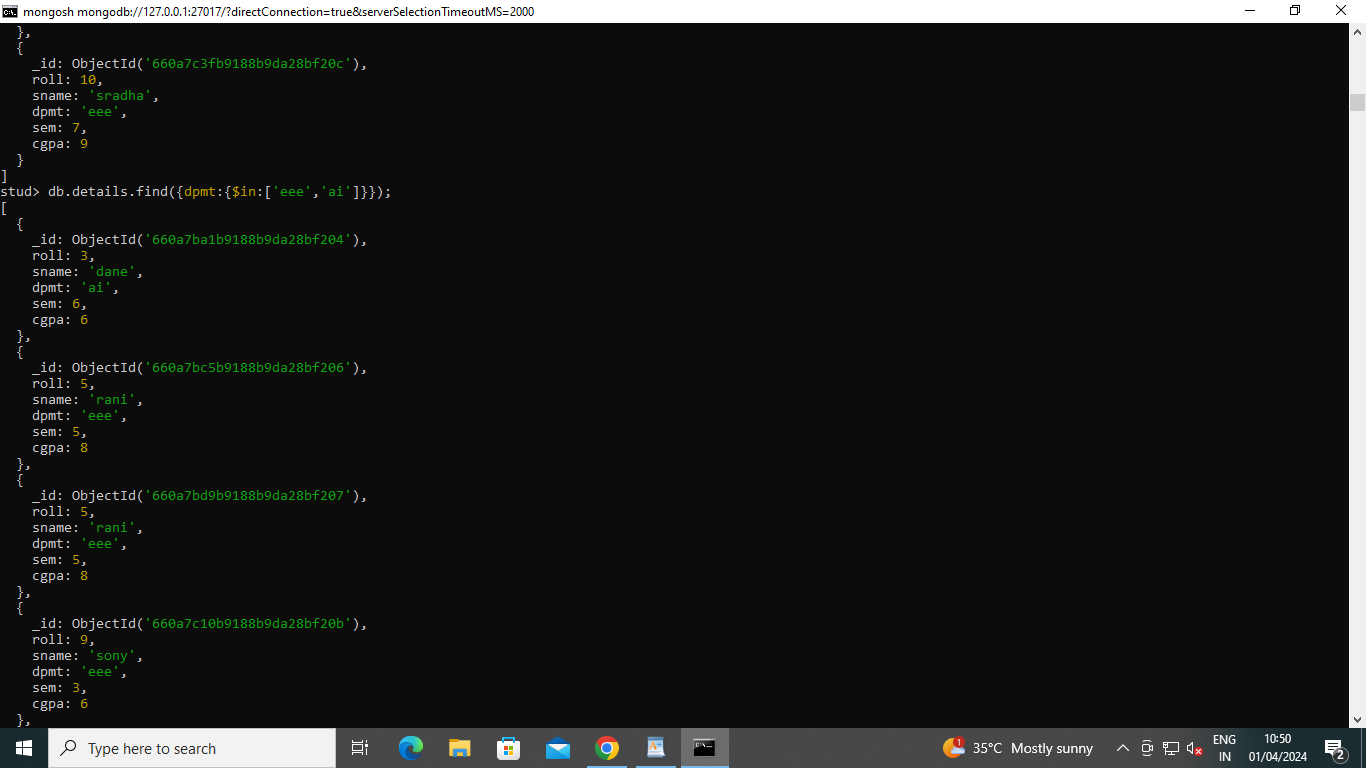 mongosh mongodb://127.0.0.1:27017/?directConnection=true&serverSelectionTimeoutMS=2000
  },
  {
    _id: ObjectId('660a7c3fb9188b9da28bf20c'),
    roll: 10,
    sname: 'sradha',
    dpmt: 'eee',
    sem: 7,
    cgpa: 9
  }
]
stud> db.details.find({dpmt:{$in:['eee','ai']}});
[
  {
    _id: ObjectId('660a7ba1b9188b9da28bf204'),
    roll: 3,
    sname: 'dane',
    dpmt: 'ai',
    sem: 6,
    cgpa: 6
  },
  {
    _id: ObjectId('660a7bc5b9188b9da28bf206'),
    roll: 5,
    sname: 'rani',
    dpmt: 'eee',
    sem: 5,
    cgpa: 8
  },
  {
    _id: ObjectId('660a7bd9b9188b9da28bf207'),
    roll: 5,
    sname: 'rani',
    dpmt: 'eee',
    sem: 5,
    cgpa: 8
  },
  {
    _id: ObjectId('660a7c10b9188b9da28bf20b'),
    roll: 9,
    sname: 'sony',
    dpmt: 'eee',
    sem: 3,
    cgpa: 6
  },
Type here to search
1
35°C Mostly sunny
ENG
IN
10:50
01/04/2024
2